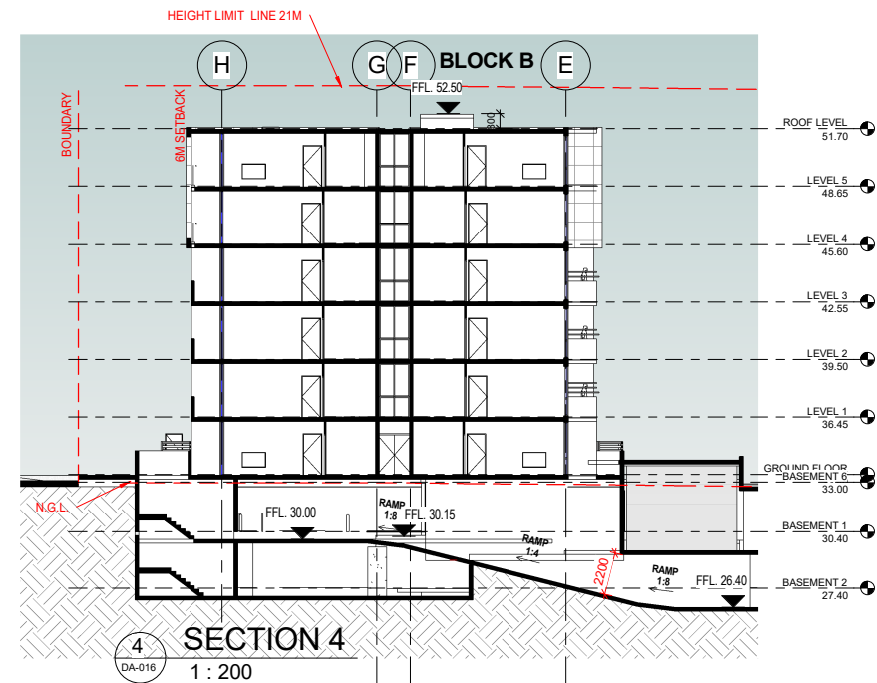 HEIGHT LIMIT LINE 21M
H
G
F
BLOCK B
E
BOUNDARY
6M SETBACK
FFL. 52.50
800
ROOF LEVEL
51.70
LEVEL 5
48.65
LEVEL 4
45.60
LEVEL 3
42.55
LEVEL 2
39.50
LEVEL 1
36.45
GROUND FLOOR
BASEMENT 6
33.00
N.G.L.
FFL. 30.00
RAMP
1:8
FFL. 30.15
BASEMENT 1
30.40
RAMP
1:4
2200
RAMP
1:8
FFL. 26.40
BASEMENT 2
27.40
4
DA-016
SECTION 4
1 : 200